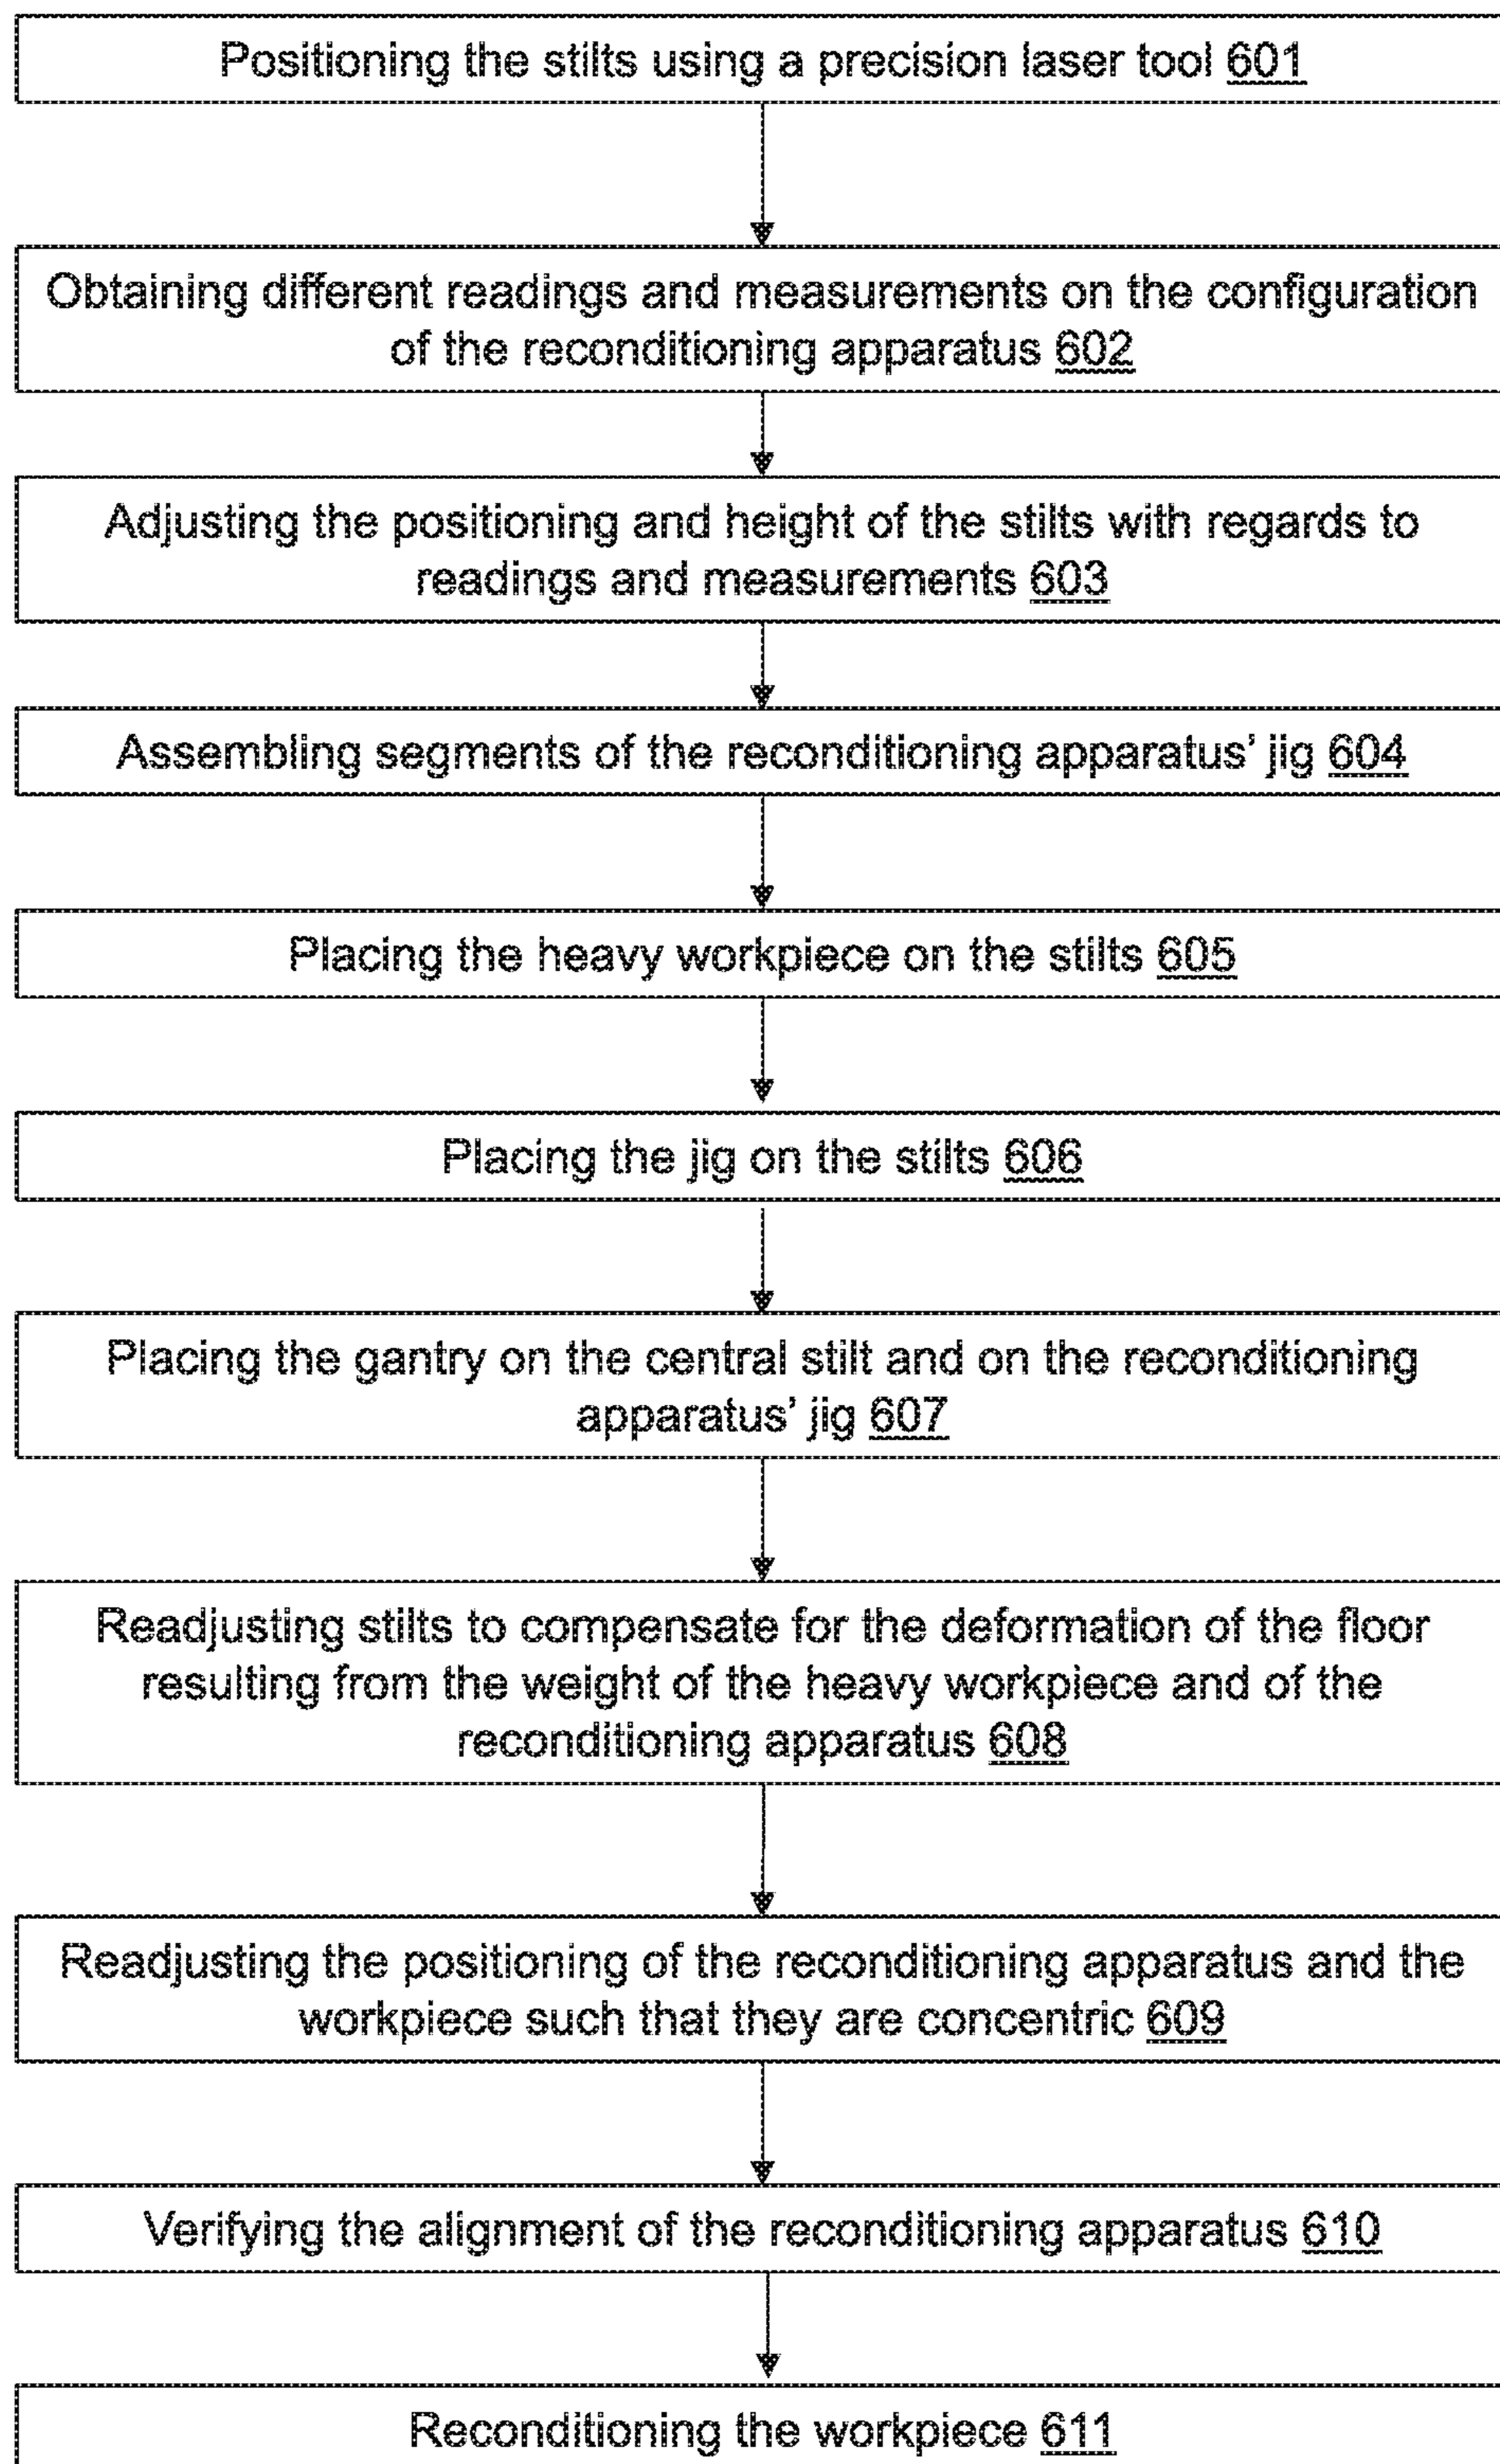 Positioning the stilts using a precision laser tool 601
Obtaining different readings and measurements on the configuration
of the reconditioning apparatus 602
Adjusting the positioning and height of the stilts with regards to
readings and measurements 603
Assembling segments of the reconditioning apparatus’ jig 604
Placing the heavy workpiece on the stilts 605
Placing the jig on the stilts 606
Placing the gantry on the central stilt and on the reconditioning
apparatus’ jig 607
Readjusting stilts to compensate for the deformation of the floor
resulting from the weight of the heavy workpiece and of the
reconditioning apparatus 608
Readjusting the positioning of the reconditioning apparatus and the
workpiece such that they are concentric 609
Verifying the alignment of the reconditioning apparatus 610
Reconditioning the workpiece 611